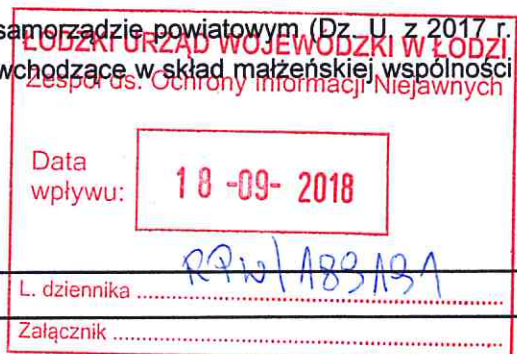 samorządzie powiatowym (Dz. U. z 2017 r.
ŁÓDZKI URZĄD WOJEWÓDZKI W ŁODZI
wchodzące w skład małżeńskiej wspólności
Zespół ds. Ochrony Informacji Niejawnych
Data
wpływu:
18 -09- 2018
L. dziennika RPW/189191
Załącznik